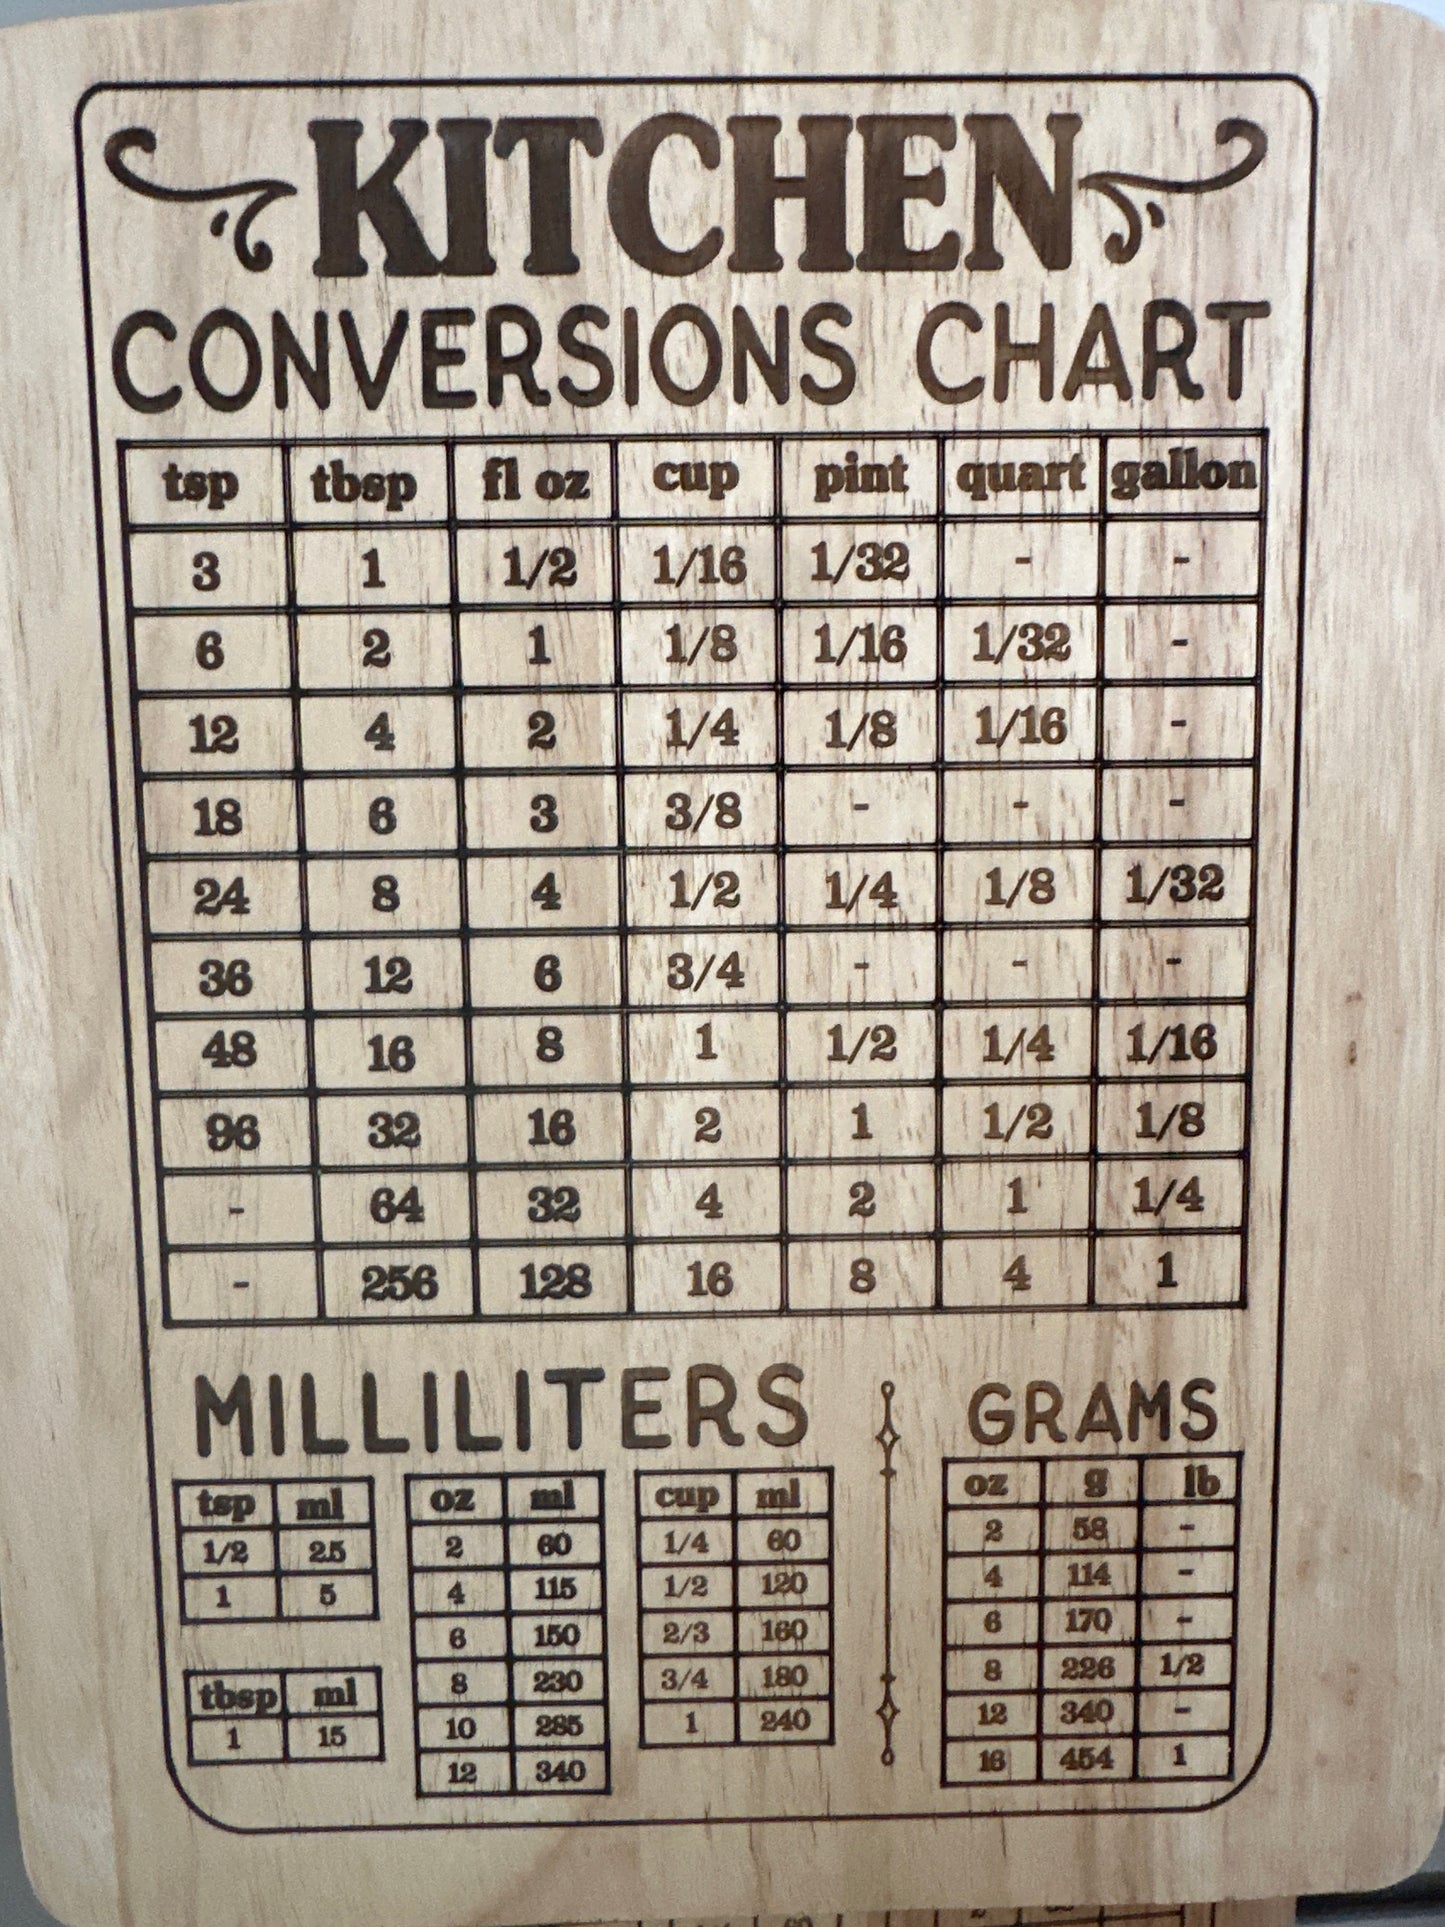 KITCHEN
CONVERSIONS CHART
tsp tbsp fl oz cup pint quart gallon
3 1 1/2 1/16 1/32 - -
6 2 1 1/8 1/16 1/32 -
12 4 2 1/4 1/8 1/16 -
18 6 3 3/8 - - -
24 8 4 1/2 1/4 1/8 1/32
36 12 6 3/4 - - -
48 16 8 1 1/2 1/4 1/16
96 32 16 2 1 1/2 1/8
- 64 32 4 2 1 1/4
- 256 128 16 8 4 1
MILLILITERS
tsp ml
1/2 2.5
1 5
tbsp ml
1 15
oz ml
2 60
4 115
6 150
8 230
10 285
12 340
cup ml
1/4 60
1/2 120
2/3 160
3/4 180
1 240
GRAMS
oz g lb
2 58 -
4 114 -
6 170 -
8 226 1/2
12 340 -
16 454 1